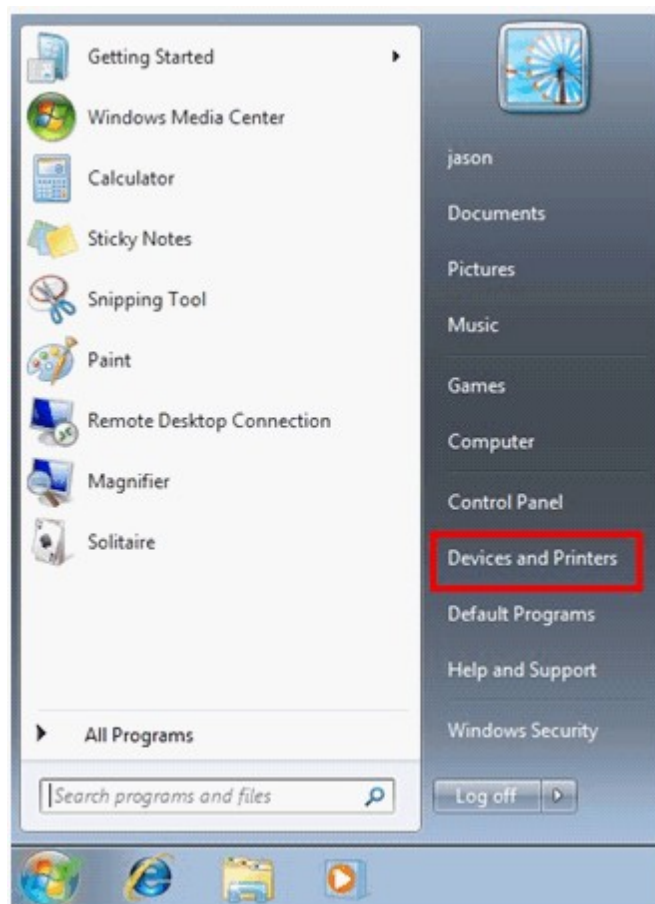 Getting Started
Windows Media Center
Calculator
Sticky Notes
Snipping Tool
Paint
Remote Desktop Connection
Magnifier
Solitaire
All Programs
Search programs and files
jason
Documents
Pictures
Music
Games
Computer
Control Panel
Devices and Printers
Default Programs
Help and Support
Windows Security
Log off